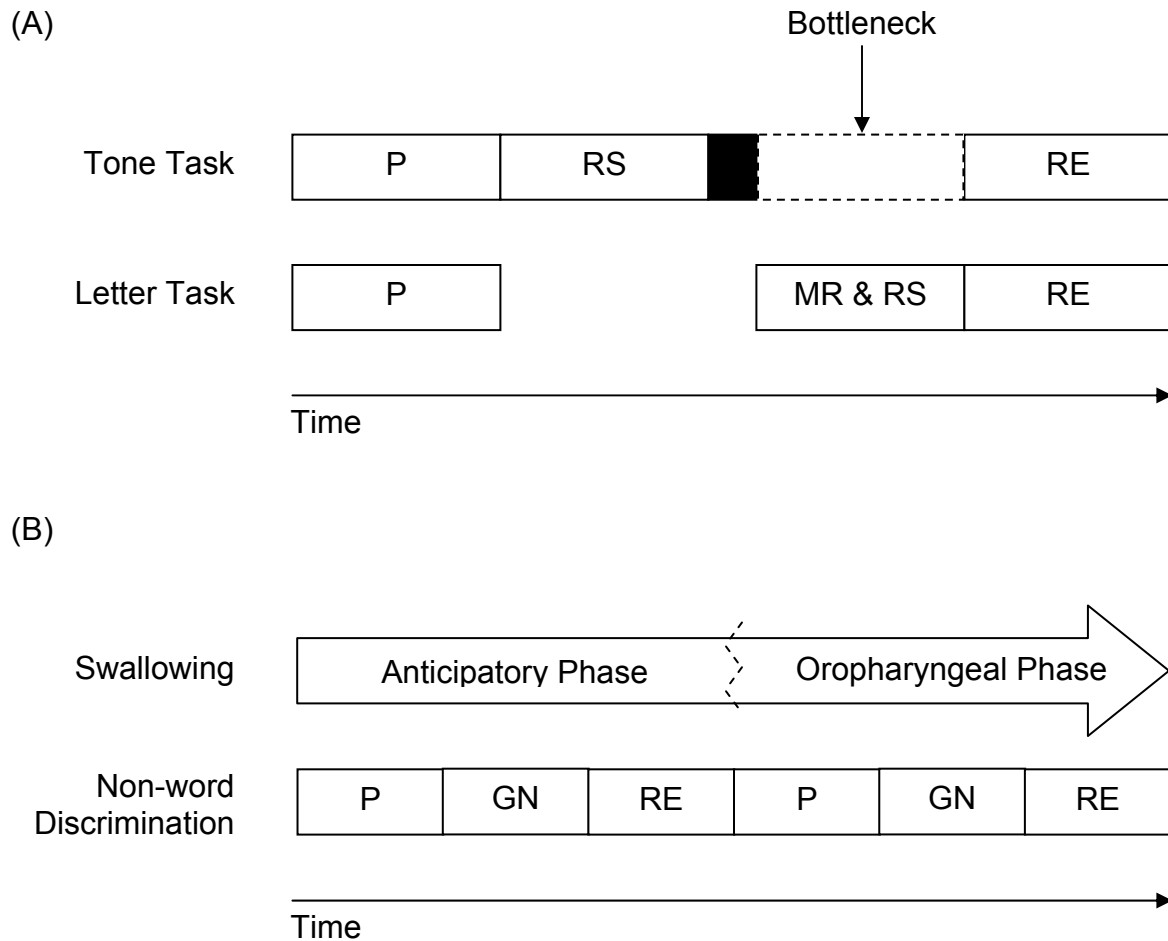 (A)
Bottleneck
Tone Task
P
RS
RE
Letter Task
P
MR & RS
RE
Time
(B)
Swallowing
Anticipatory Phase
Oropharyngeal Phase
Non-word
Discrimination
P
GN
RE
P
GN
RE
Time